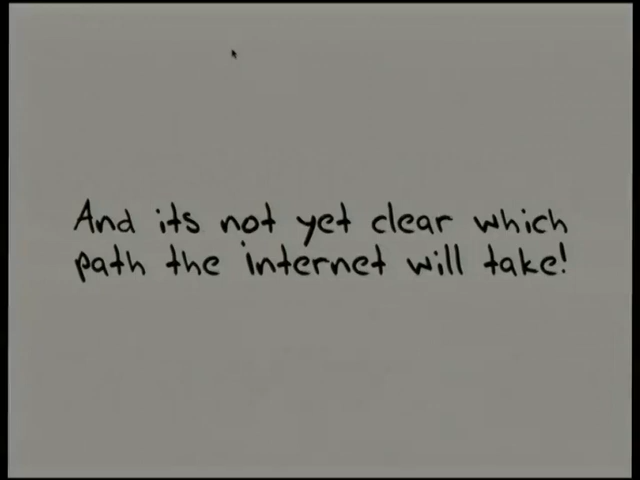 And its not yet clear which
path the internet will take!